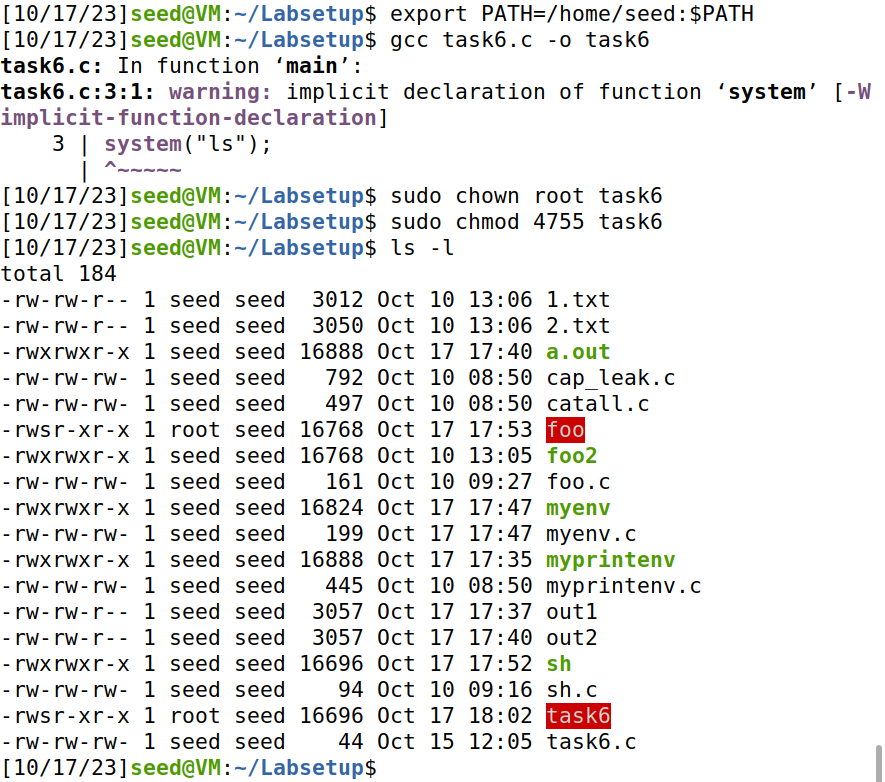 [10/17/23]seed@VM:~/Labsetup$ export PATH=/home/seed:$PATH
[10/17/23]seed@VM:~/Labsetup$ gcc task6.c -o task6
task6.c: In function ‘main’:
task6.c:3:1: warning: implicit declaration of function ‘system’ [-W
implicit-function-declaration]
    3 | system("ls");
      | ^~~~~~
[10/17/23]seed@VM:~/Labsetup$ sudo chown root task6
[10/17/23]seed@VM:~/Labsetup$ sudo chmod 4755 task6
[10/17/23]seed@VM:~/Labsetup$ ls -l
total 184
-rw-rw-r-- 1 seed seed  3012 Oct 10 13:06 1.txt
-rw-rw-r-- 1 seed seed  3050 Oct 10 13:06 2.txt
-rwxrwxr-x 1 seed seed 16888 Oct 17 17:40 a.out
-rw-rw-rw- 1 seed seed   792 Oct 10 08:50 cap_leak.c
-rw-rw-rw- 1 seed seed   497 Oct 10 08:50 catall.c
-rwsr-xr-x 1 root seed 16768 Oct 17 17:53 foo
-rwxrwxr-x 1 seed seed 16768 Oct 10 13:05 foo2
-rw-rw-rw- 1 seed seed   161 Oct 10 09:27 foo.c
-rwxrwxr-x 1 seed seed 16824 Oct 17 17:47 myenv
-rw-rw-rw- 1 seed seed   199 Oct 17 17:47 myenv.c
-rwxrwxr-x 1 seed seed 16888 Oct 17 17:35 myprintenv
-rw-rw-rw- 1 seed seed   445 Oct 10 08:50 myprintenv.c
-rw-rw-r-- 1 seed seed  3057 Oct 17 17:37 out1
-rw-rw-r-- 1 seed seed  3057 Oct 17 17:40 out2
-rwxrwxr-x 1 seed seed 16696 Oct 17 17:52 sh
-rw-rw-rw- 1 seed seed    94 Oct 10 09:16 sh.c
-rwsr-xr-x 1 root seed 16696 Oct 17 18:02 task6
-rw-rw-rw- 1 seed seed    44 Oct 15 12:05 task6.c
[10/17/23]seed@VM:~/Labsetup$